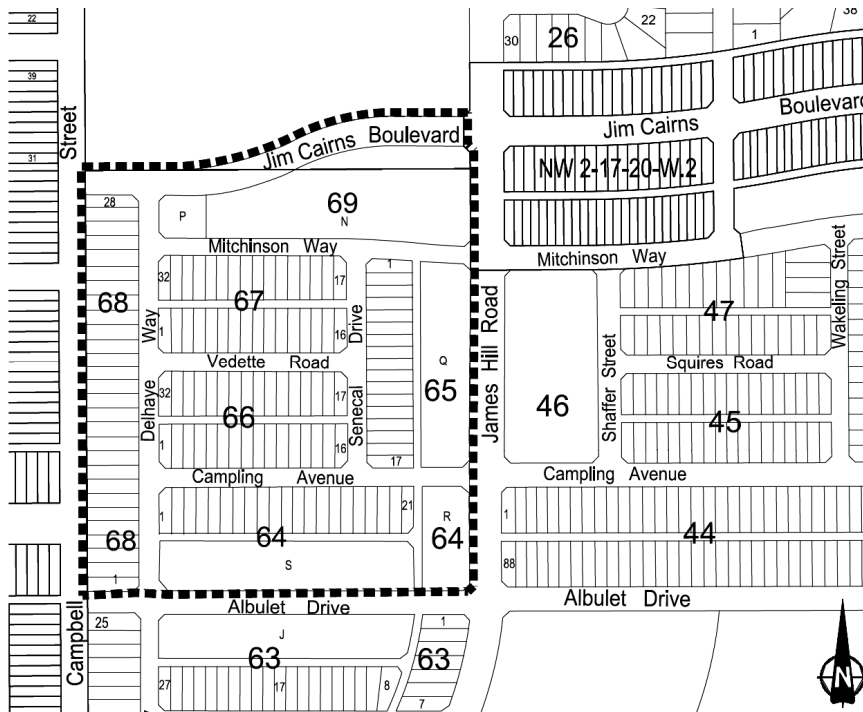 22
38
22
30
26
1
39
Street
Jim Cairns Boulevard
Jim Cairns
Boulevard
31
NW 2-17-20-W.2
28
69
P
N
Mitchinson Way
Mitchinson Way
1
32
17
68
67
47
Way
1
16
Drive
James Hill Road
Wakeling Street
Vedette Road
Q
Squires Road
65
32
17
Delhaye
66
Senecal
46
Shaffer Street
45
1
16
17
Campling Avenue
Campling Avenue
1
21
R
1
68
64
64
44
S
88
1
Albulet Drive
Albulet Drive
Campbell
25
1
J
63
63
27
17
8
7
N